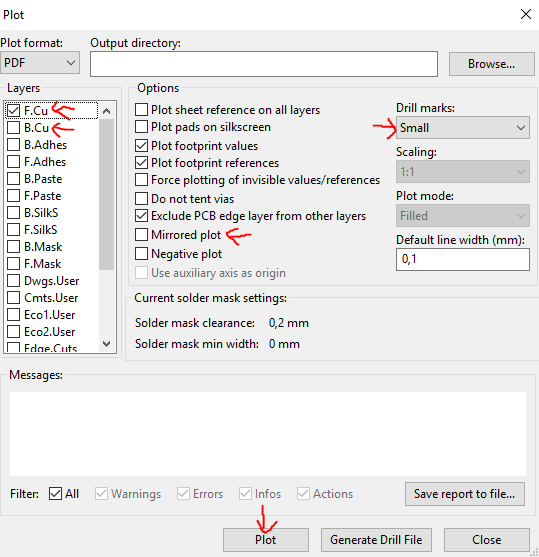 Plot
Plot format:
Output directory:
PDF
Browse...
Layers
F.Cu
B.Cu
B.Adhes
F.Adhes
B.Paste
F.Paste
B.SilkS
F.SilkS
B.Mask
F.Mask
Dwgs.User
Cmts.User
Eco1.User
Eco2.User
Edge.Cuts
Options
Plot sheet reference on all layers
Plot pads on silkscreen
Plot footprint values
Plot footprint references
Force plotting of invisible values/references
Do not tent vias
Exclude PCB edge layer from other layers
Mirrored plot
Negative plot
Use auxiliary axis as origin
Drill marks:
Small
Scaling:
1:1
Plot mode:
Filled
Default line width (mm):
0,1
Current solder mask settings:
Solder mask clearance: 0,2 mm
Solder mask min width: 0 mm
Messages:
Filter: All Warnings Errors Infos Actions
Save report to file...
Plot
Generate Drill File
Close